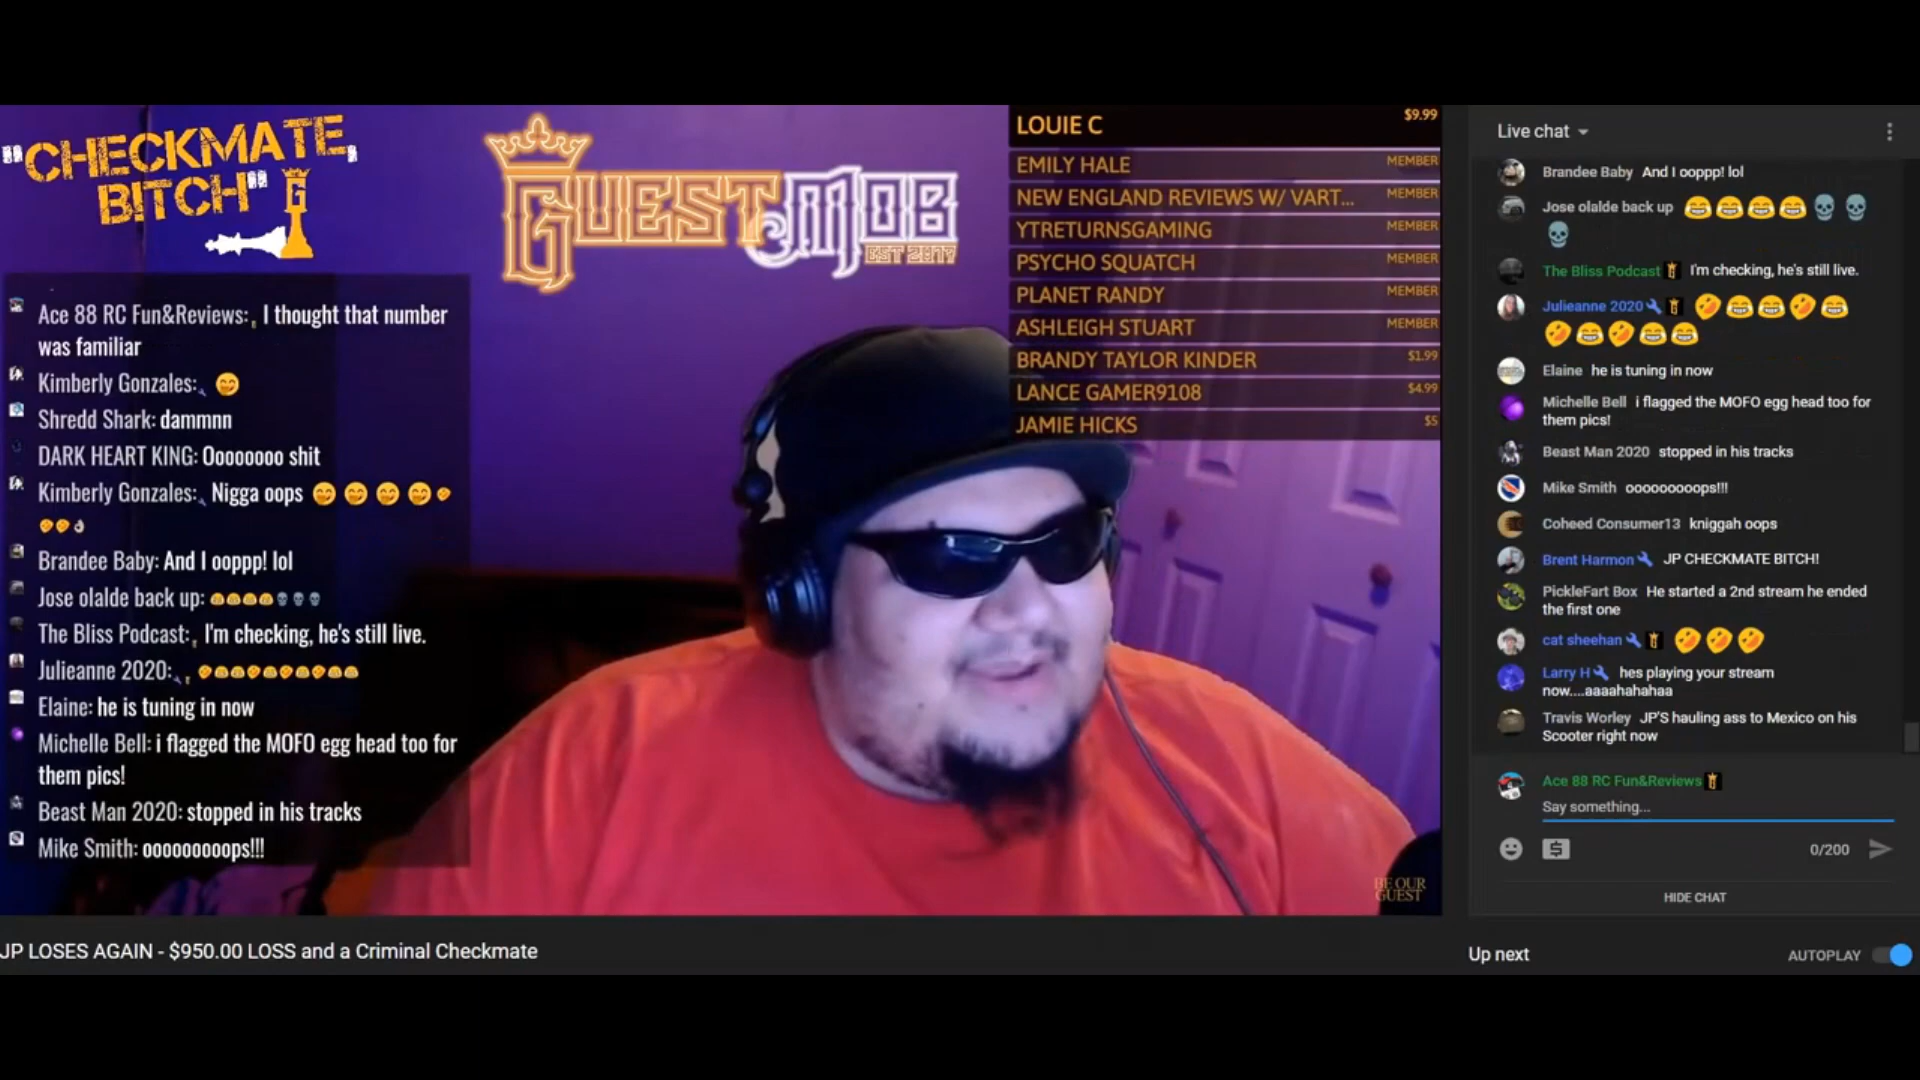 "CHECKMATE,
BITCH"
GUESTMOB
EST 2017
LOUIE C $9.99
EMILY HALE MEMBER
NEW ENGLAND REVIEWS W/ VART... MEMBER
YTRETURNSGAMING MEMBER
PSYCHO SQUATCH MEMBER
PLANET RANDY MEMBER
ASHLEIGH STUART MEMBER
BRANDY TAYLOR KINDER $1.99
LANCE GAMER9108 $4.99
JAMIE HICKS $5
Ace 88 RC Fun&Reviews: I thought that number
was familiar
Kimberly Gonzales: 😊
Shredd Shark: dammnn
DARK HEART KING: Oooooooo shit
Kimberly Gonzales: Nigga oops 😊 😊 😊 😊 🤣
🤣🤣👌
Brandee Baby: And I ooppp! lol
Jose olalde back up: 😂😂😂😂💀💀💀
The Bliss Podcast: I'm checking, he's still live.
Julieanne 2020: 🤣😂😂🤣😂🤣😂🤣😂😂
Elaine: he is tuning in now
Michelle Bell: i flagged the MOFO egg head too for
them pics!
Beast Man 2020: stopped in his tracks
Mike Smith: ooooooooops!!!
BE OUR
GUEST
JP LOSES AGAIN - $950.00 LOSS and a Criminal Checkmate
Live chat
Brandee Baby And I ooppp! lol
Jose olalde back up 😂😂😂😂💀💀
💀
The Bliss Podcast I'm checking, he's still live.
Julieanne 2020 🤣😂😂🤣😂
🤣😂🤣😂😂
Elaine he is tuning in now
Michelle Bell i flagged the MOFO egg head too for
them pics!
Beast Man 2020 stopped in his tracks
Mike Smith ooooooooops!!!
Coheed Consumer13 kniggah oops
Brent Harmon JP CHECKMATE BITCH!
PickleFart Box He started a 2nd stream he ended
the first one
cat sheehan 🤣🤣🤣
Larry H hes playing your stream
now....aaaahahahaa
Travis Worley JP'S hauling ass to Mexico on his
Scooter right now
Ace 88 RC Fun&Reviews
Say something...
0/200
HIDE CHAT
Up next
AUTOPLAY